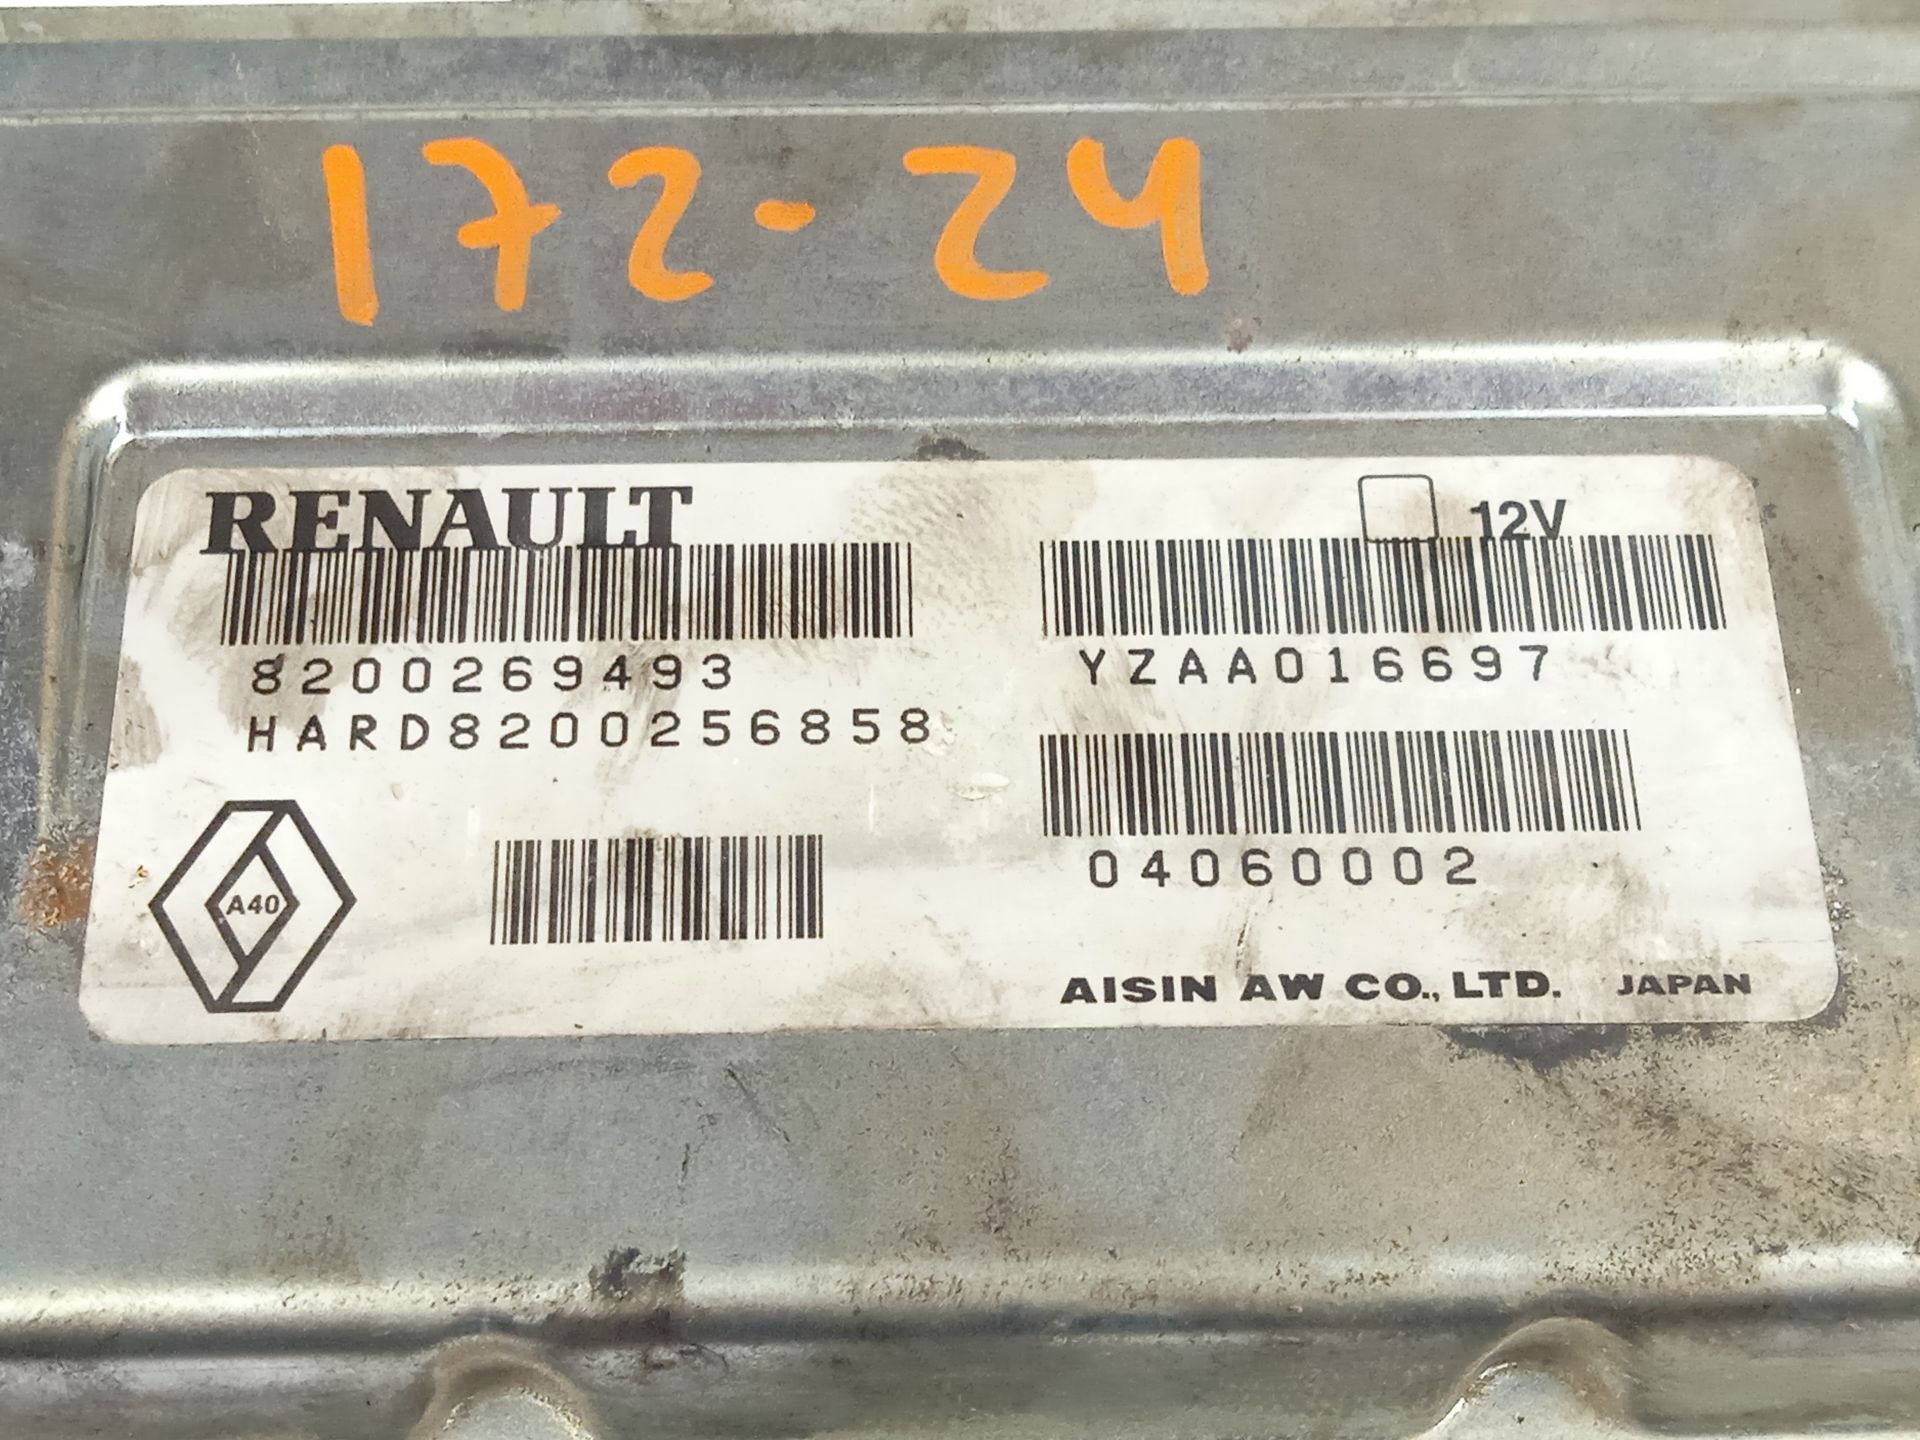 172-24
RENAULT
12V
8200269493
YZAA016697
HARD8200256858
04060002
A40
AISIN AW CO., LTD. JAPAN